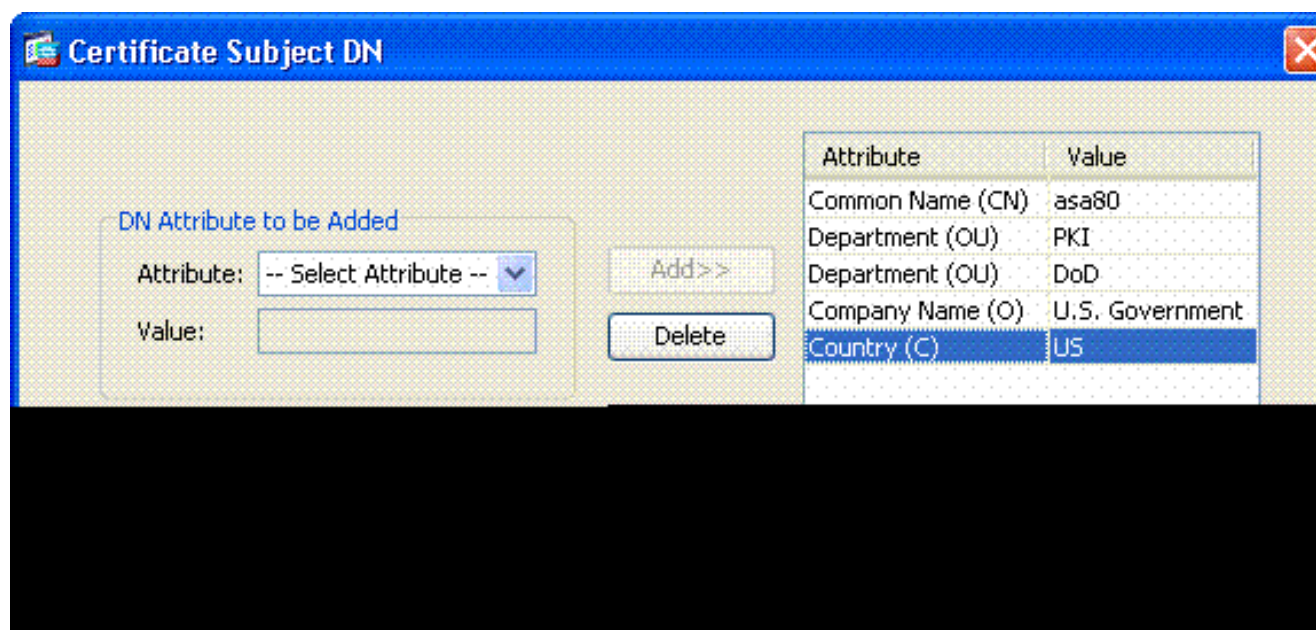 Certificate Subject DN
DN Attribute to be Added
Attribute: -- Select Attribute --
Value:
Add>>
Delete
Attribute Value
Common Name (CN) asa80
Department (OU) PKI
Department (OU) DoD
Company Name (O) U.S. Government
Country (C) US